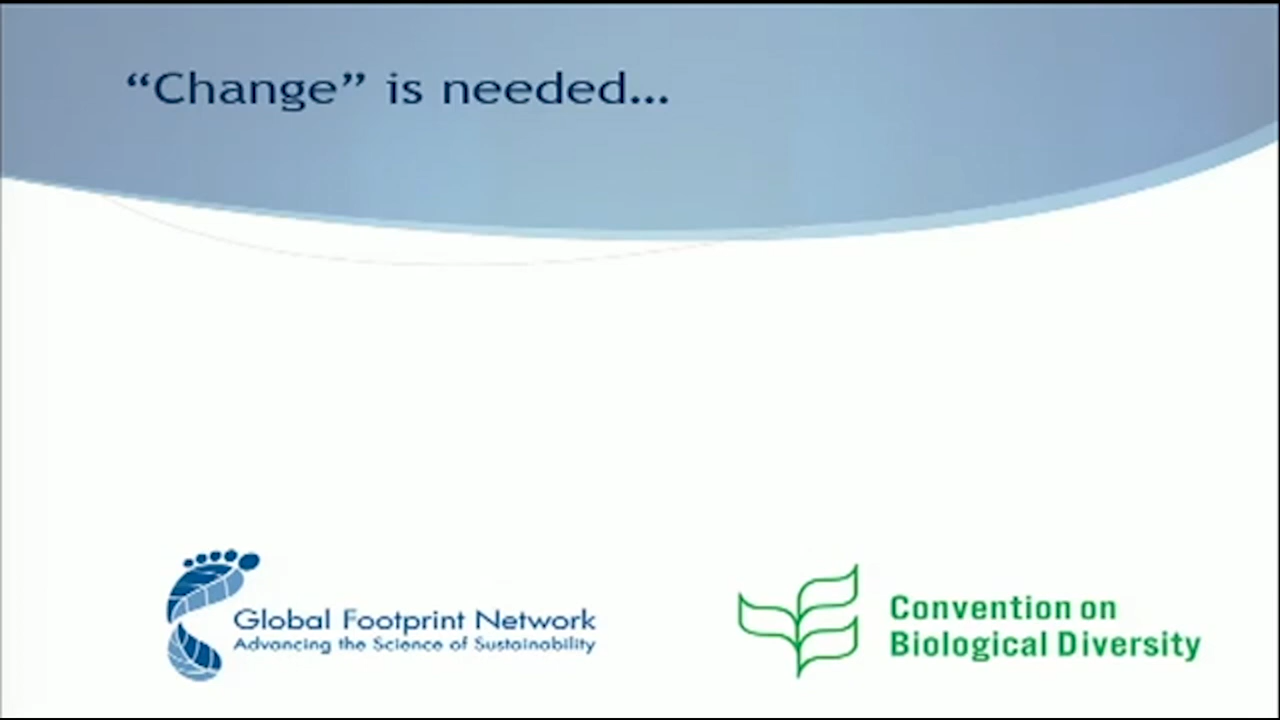 “Change” is needed...
Global Footprint Network
Advancing the Science of Sustainability
Convention on
Biological Diversity